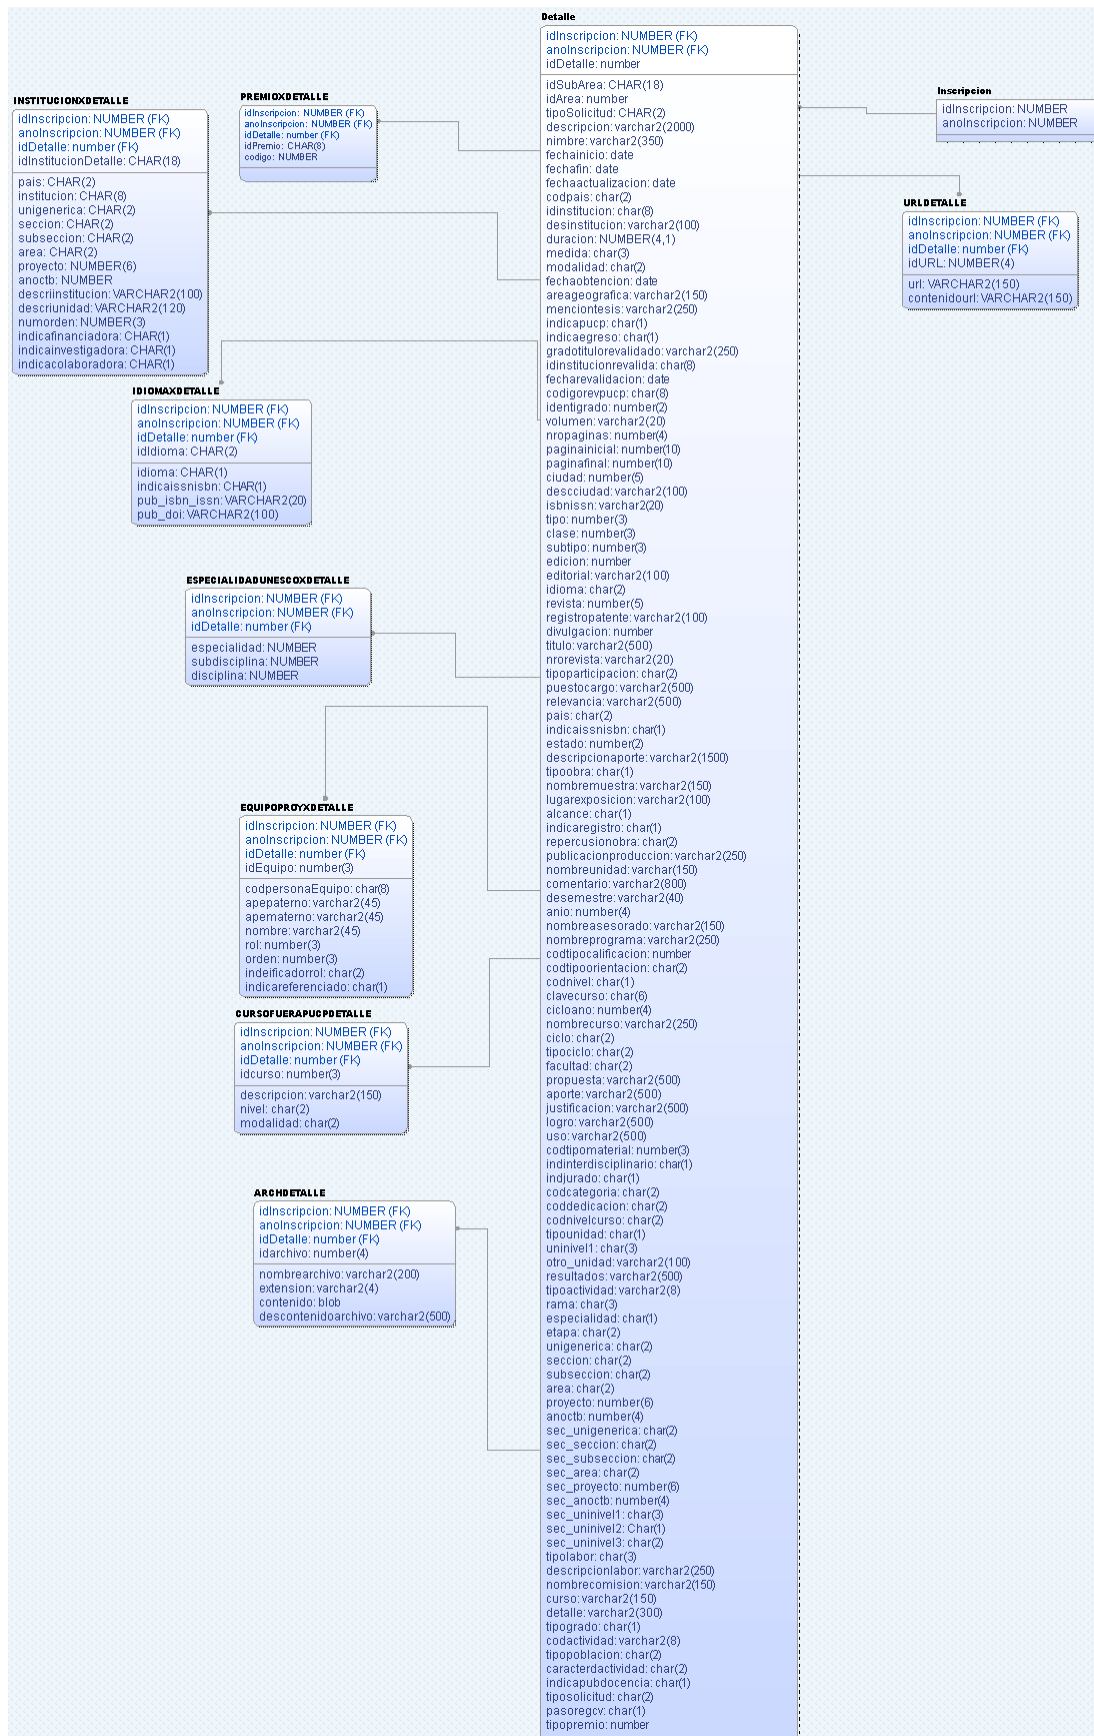 Detalle
idInscripcion: NUMBER (FK)
anoInscripcion: NUMBER (FK)
idDetalle: number
idSubArea: CHAR(18)
idArea: number
tipoSolicitud: CHAR(2)
descripcion: varchar2(2000)
nimbre: varchar2(350)
fechainicio: date
fechafin: date
fechaactualizacion: date
codpais: char(2)
idinstitucion: char(8)
desinstitucion: varchar2(100)
duracion: NUMBER(4,1)
medida: char(3)
modalidad: char(2)
fechaobtencion: date
areageografica: varchar2(150)
menciontesis: varchar2(250)
indicapucp: char(1)
indicaegreso: char(1)
gradotitulorevalidado: varchar2(250)
idinstitucionrevalida: char(8)
fecharevalidacion: date
codigorevpucp: char(8)
identigrado: number(2)
volumen: varchar2(20)
nropaginas: number(4)
paginainicial: number(10)
paginafinal: number(10)
ciudad: number(5)
descciudad: varchar2(100)
isbnissn: varchar2(20)
tipo: number(3)
clase: number(3)
subtipo: number(3)
edicion: number
editorial: varchar2(100)
idioma: char(2)
revista: number(5)
registropatente: varchar2(100)
divulgacion: number
titulo: varchar2(500)
nrorevista: varchar2(20)
tipoparticipacion: char(2)
puestocargo: varchar2(500)
relevancia: varchar2(500)
pais: char(2)
indicaissnisbn: char(1)
estado: number(2)
descripcionaporte: varchar2(1500)
tipoobra: char(1)
nombremuestra: varchar2(150)
lugarexposicion: varchar2(100)
alcance: char(1)
indicaregistro: char(1)
repercusionobra: char(2)
publicacionproduccion: varchar2(250)
nombreunidad: varchar(150)
comentario: varchar2(800)
desemestre: varchar2(40)
anio: number(4)
nombreasesorado: varchar2(150)
nombreprograma: varchar2(250)
codtipocalificacion: number
codtipoorientacion: char(2)
codnivel: char(1)
clavecurso: char(6)
cicloano: number(4)
nombrecurso: varchar2(250)
ciclo: char(2)
tipociclo: char(2)
facultad: char(2)
propuesta: varchar2(500)
aporte: varchar2(500)
justificacion: varchar2(500)
logro: varchar2(500)
uso: varchar2(500)
codtipomaterial: number(3)
indinterdisciplinario: char(1)
indjurado: char(1)
codcategoria: char(2)
coddedicacion: char(2)
codnivelcurso: char(2)
tipounidad: char(1)
uninivel1: char(3)
otro_unidad: varchar2(100)
resultados: varchar2(500)
tipoactividad: varchar2(8)
rama: char(3)
especialidad: char(1)
etapa: char(2)
unigenerica: char(2)
seccion: char(2)
subseccion: char(2)
area: char(2)
proyecto: number(6)
anoctb: number(4)
sec_unigenerica: char(2)
sec_seccion: char(2)
sec_subseccion: char(2)
sec_area: char(2)
sec_proyecto: number(6)
sec_anoctb: number(4)
sec_uninivel1: char(3)
sec_uninivel2: Char(1)
sec_uninivel3: char(2)
tipolabor: char(3)
descripcionlabor: varchar2(250)
nombrecomision: varchar2(150)
curso: varchar2(150)
detalle: varchar2(300)
tipogrado: char(1)
codactividad: varchar2(8)
tipopoblacion: char(2)
caracterdactividad: char(2)
indicapubdocencia: char(1)
tiposolicitud: char(2)
pasoregcv: char(1)
tipopremio: number
INSTITUCIONXDETALLE
idInscripcion: NUMBER (FK)
anoInscripcion: NUMBER (FK)
idDetalle: number (FK)
idInstitucionDetalle: CHAR(18)
pais: CHAR(2)
institucion: CHAR(8)
unigenerica: CHAR(2)
seccion: CHAR(2)
subseccion: CHAR(2)
area: CHAR(2)
proyecto: NUMBER(6)
anoctb: NUMBER
descriinstitucion: VARCHAR2(100)
descriunidad: VARCHAR2(120)
numorden: NUMBER(3)
indicafinanciadora: CHAR(1)
indicainvestigadora: CHAR(1)
indicacolaboradora: CHAR(1)
PREMIOXDETALLE
idInscripcion: NUMBER (FK)
anoInscripcion: NUMBER (FK)
idDetalle: number (FK)
idPremio: CHAR(8)
codigo: NUMBER
Inscripcion
idInscripcion: NUMBER
anoInscripcion: NUMBER
URLDETALLE
idInscripcion: NUMBER (FK)
anoInscripcion: NUMBER (FK)
idDetalle: number (FK)
idURL: NUMBER(4)
url: VARCHAR2(150)
contenidourl: VARCHAR2(150)
IDIOMAXDETALLE
idInscripcion: NUMBER (FK)
anoInscripcion: NUMBER (FK)
idDetalle: number (FK)
idIdioma: CHAR(2)
idioma: CHAR(1)
indicaissnisbn: CHAR(1)
pub_isbn_issn: VARCHAR2(20)
pub_doi: VARCHAR2(100)
ESPECIALIDADUNESCOXDETALLE
idInscripcion: NUMBER (FK)
anoInscripcion: NUMBER (FK)
idDetalle: number (FK)
especialidad: NUMBER
subdisciplina: NUMBER
disciplina: NUMBER
EQUIPOPROYXDETALLE
idInscripcion: NUMBER (FK)
anoInscripcion: NUMBER (FK)
idDetalle: number (FK)
idEquipo: number(3)
codpersonaEquipo: char(8)
apepaterno: varchar2(45)
apematerno: varchar2(45)
nombre: varchar2(45)
rol: number(3)
orden: number(3)
indeificadorrol: char(2)
indicareferenciado: char(1)
CURSOFUERAPUCPDETALLE
idInscripcion: NUMBER (FK)
anoInscripcion: NUMBER (FK)
idDetalle: number (FK)
idcurso: number(3)
descripcion: varchar2(150)
nivel: char(2)
modalidad: char(2)
ARCHDETALLE
idInscripcion: NUMBER (FK)
anoInscripcion: NUMBER (FK)
idDetalle: number (FK)
idarchivo: number(4)
nombrearchivo: varchar2(200)
extension: varchar2(4)
contenido: blob
descontenidoarchivo: varchar2(500)